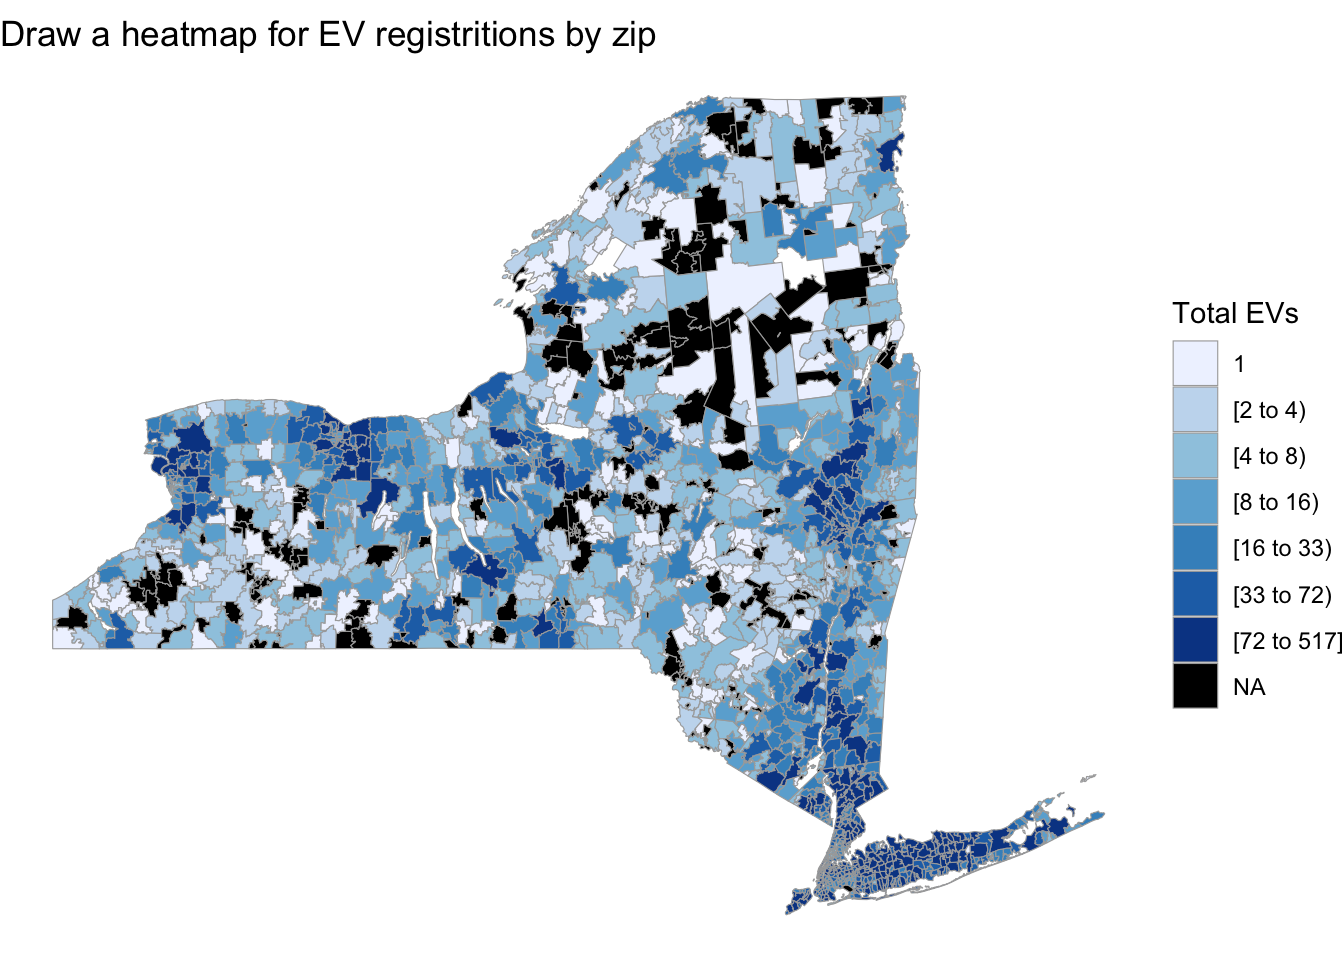 Draw a heatmap for EV registritions by zip
Total EVs
1
[2 to 4)
[4 to 8)
[8 to 16)
[16 to 33)
[33 to 72)
[72 to 517]
NA